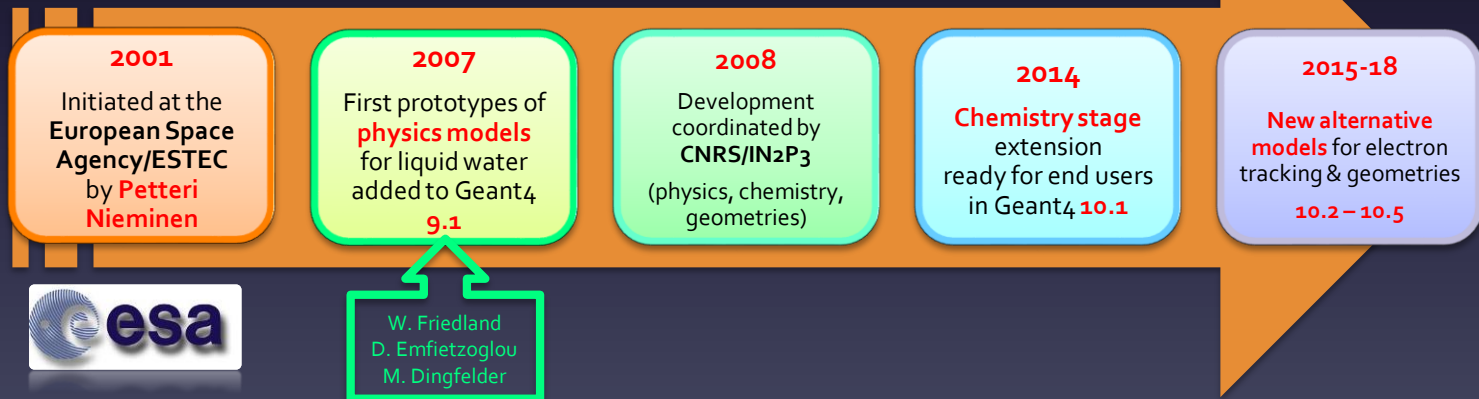 2001
Initiated at the
European Space
Agency/ESTEC
by Petteri
Nieminen
2007
First prototypes of
physics models
for liquid water
added to Geant4
9.1
2008
Development
coordinated by
CNRS/IN2P3
(physics, chemistry,
geometries)
2014
Chemistry stage
extension
ready for end users
in Geant4 10.1
2015-18
New alternative
models for electron
tracking & geometries
10.2 – 10.5
esa
W. Friedland
D. Emfietzoglou
M. Dingfelder